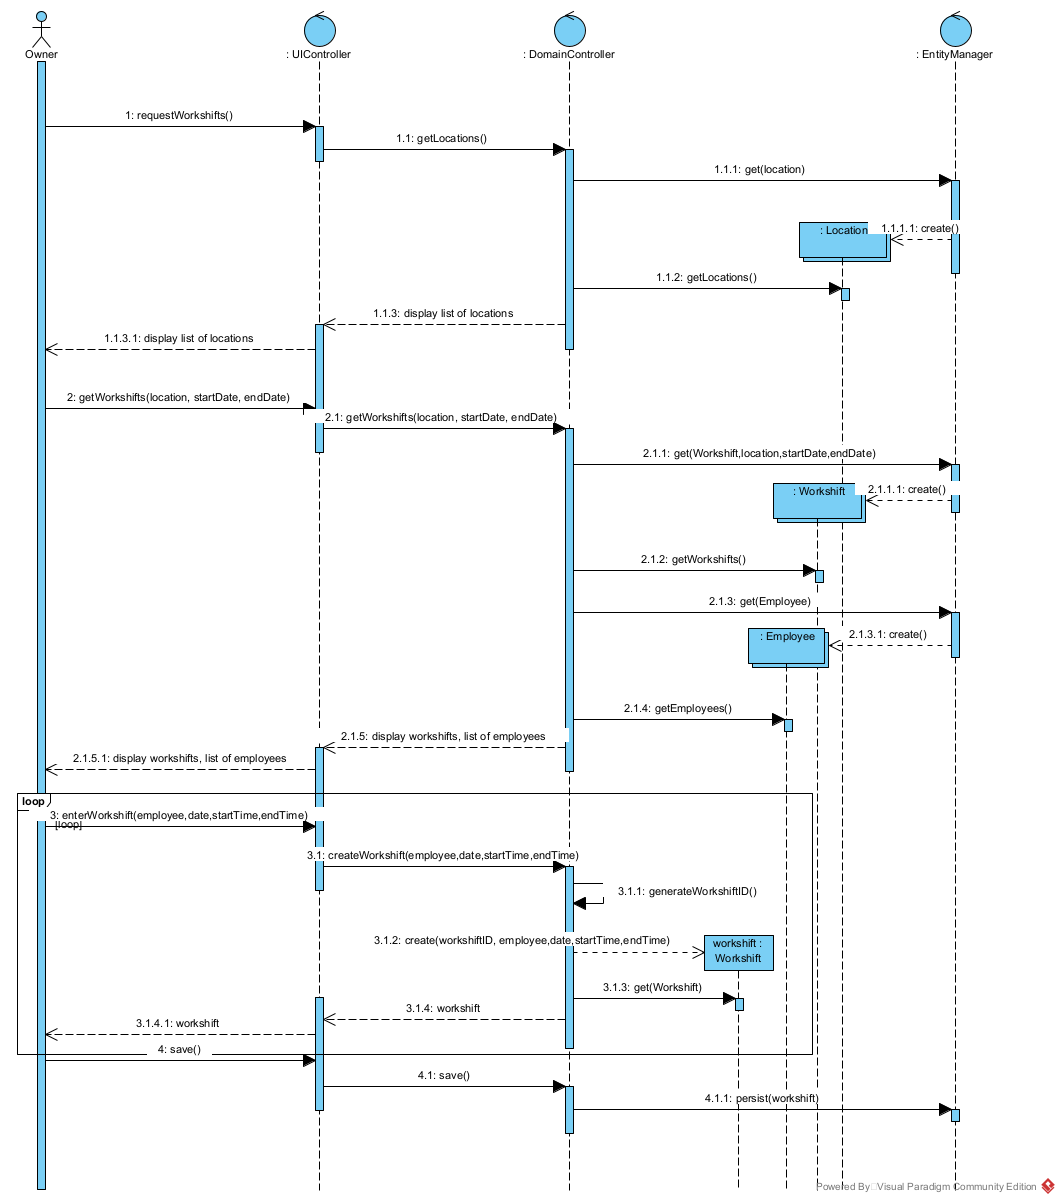 Owner
: UIController
: DomainController
: EntityManager
1: requestWorkshifts()
1.1: getLocations()
1.1.1: get(location)
: Location
1.1.1.1: create()
1.1.2: getLocations()
1.1.3: display list of locations
1.1.3.1: display list of locations
2: getWorkshifts(location, startDate, endDate)
2.1: getWorkshifts(location, startDate, endDate)
2.1.1: get(Workshift,location,startDate,endDate)
: Workshift
2.1.1.1: create()
2.1.2: getWorkshifts()
2.1.3: get(Employee)
: Employee
2.1.3.1: create()
2.1.4: getEmployees()
2.1.5: display workshifts, list of employees
2.1.5.1: display workshifts, list of employees
loop
3: enterWorkshift(employee,date,startTime,endTime)
[loop]
3.1: createWorkshift(employee,date,startTime,endTime)
3.1.1: generateWorkshiftID()
3.1.2: create(workshiftID, employee,date,startTime,endTime)
workshift :
Workshift
3.1.3: get(Workshift)
3.1.4: workshift
3.1.4.1: workshift
4: save()
4.1: save()
4.1.1: persist(workshift)
Powered By Visual Paradigm Community Edition